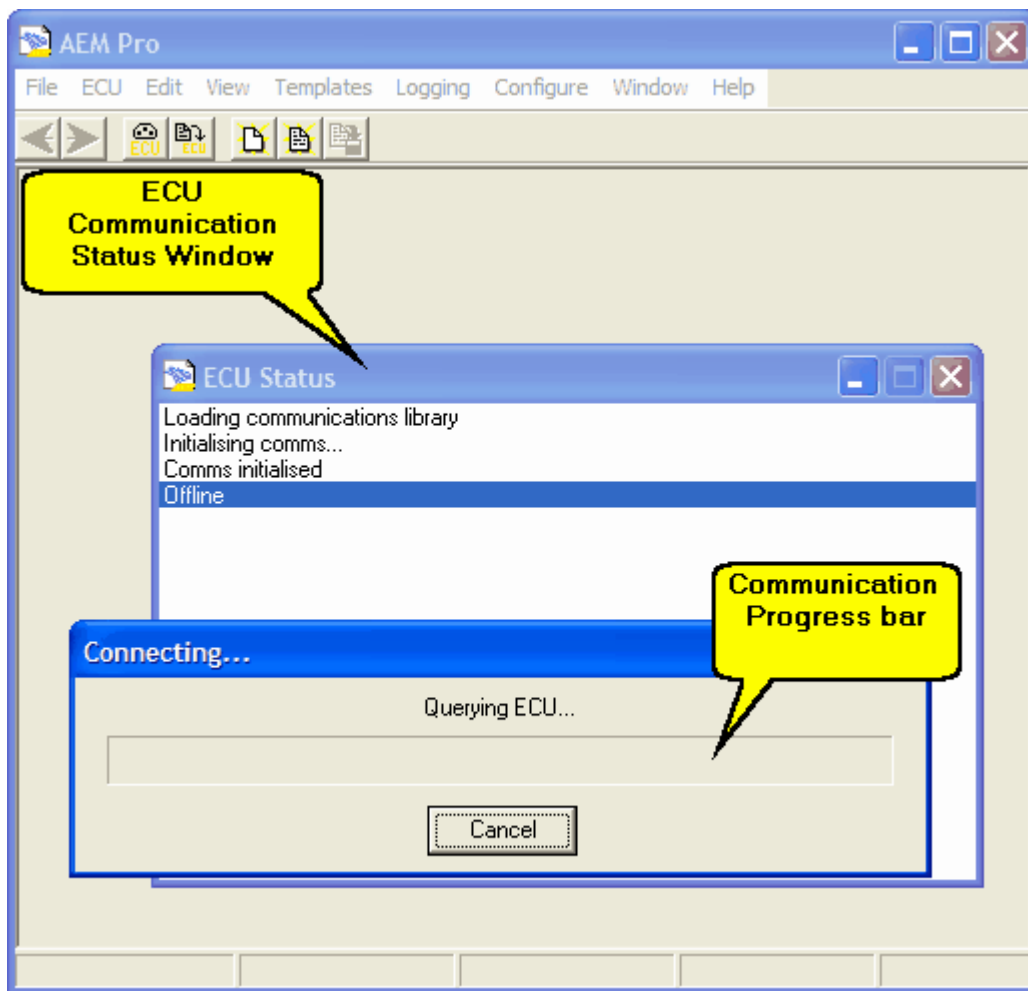 AEM Pro
File ECU Edit View Templates Logging Configure Window Help
ECU ECU
ECU
Communication
Status Window
ECU Status
Loading communications library
Initialising comms...
Comms initialised
Offline
Communication
Progress bar
Connecting...
Querying ECU...
Cancel